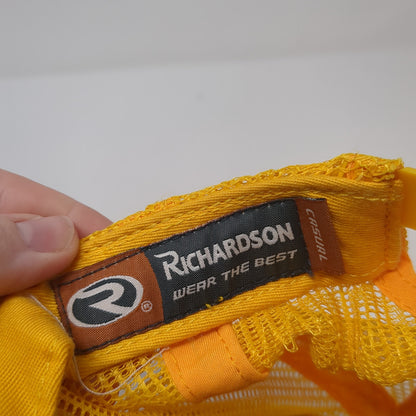 R®
RICHARDSON
WEAR THE BEST
CASUAL